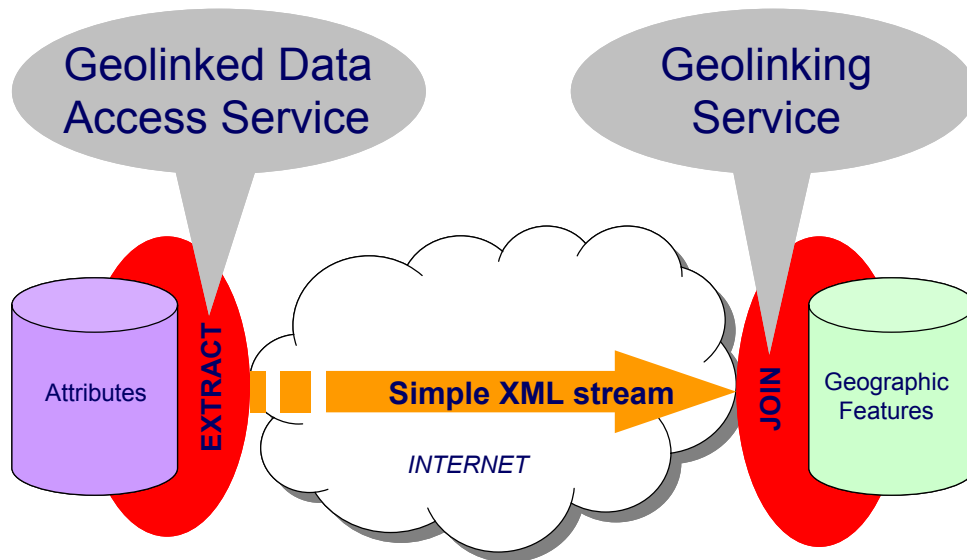 Geolinked Data
Access Service
Geolinking
Service
Attributes
EXTRACT
Simple XML stream
INTERNET
JOIN
Geographic
Features